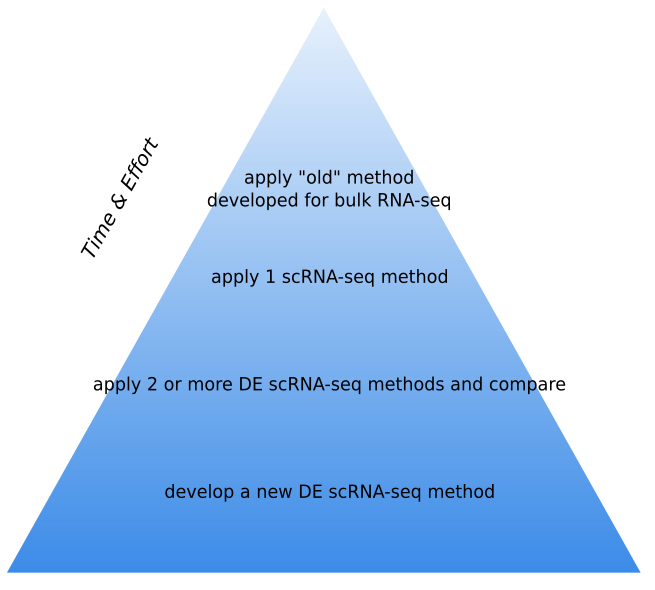 Time & Effort
apply "old" method
developed for bulk RNA-seq
apply 1 scRNA-seq method
apply 2 or more DE scRNA-seq methods and compare
develop a new DE scRNA-seq method